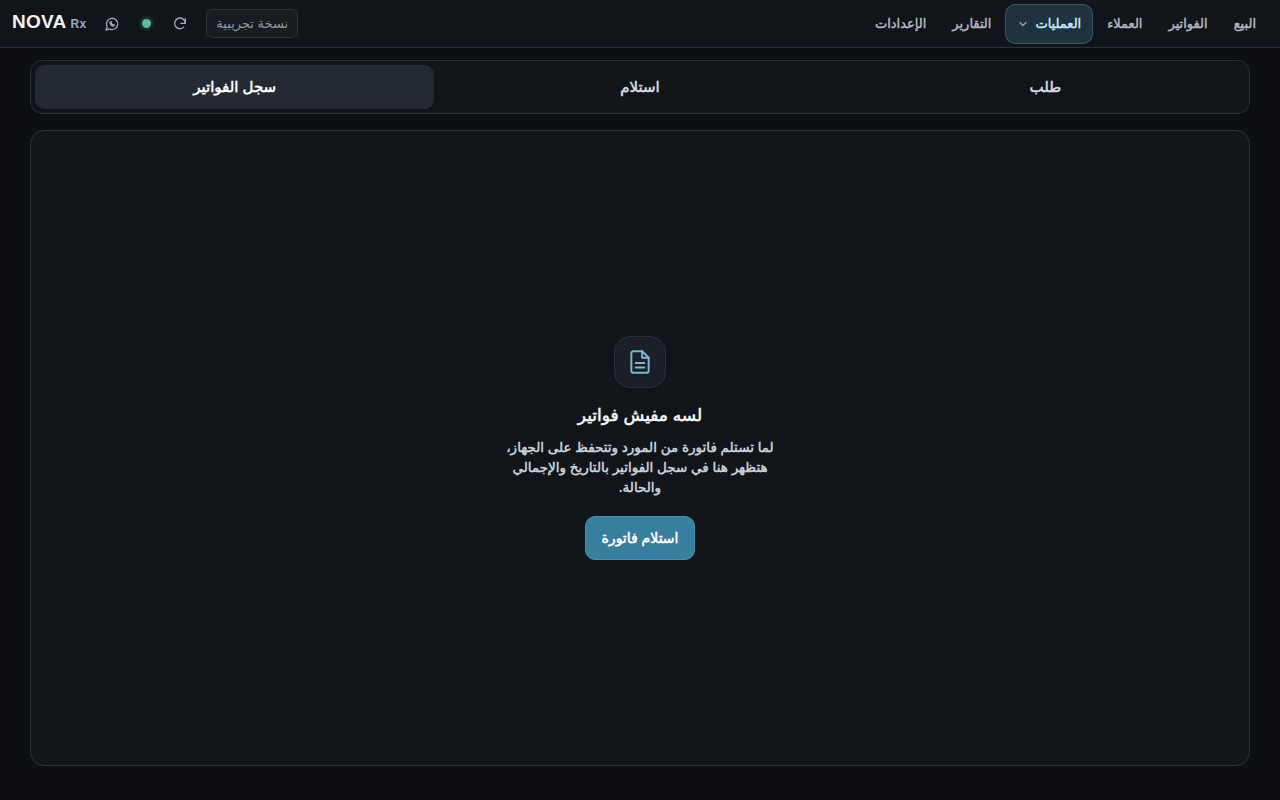 البيع
الفواتير
العملاء
العمليات
التقارير
الإعدادات
نسخة تجريبية
NOVA Rx
طلب
استلام
سجل الفواتير
لسه مفيش فواتير
لما تستلم فاتورة من المورد وتتحفظ على الجهاز،
هتظهر هنا في سجل الفواتير بالتاريخ والإجمالي
والحالة.
استلام فاتورة